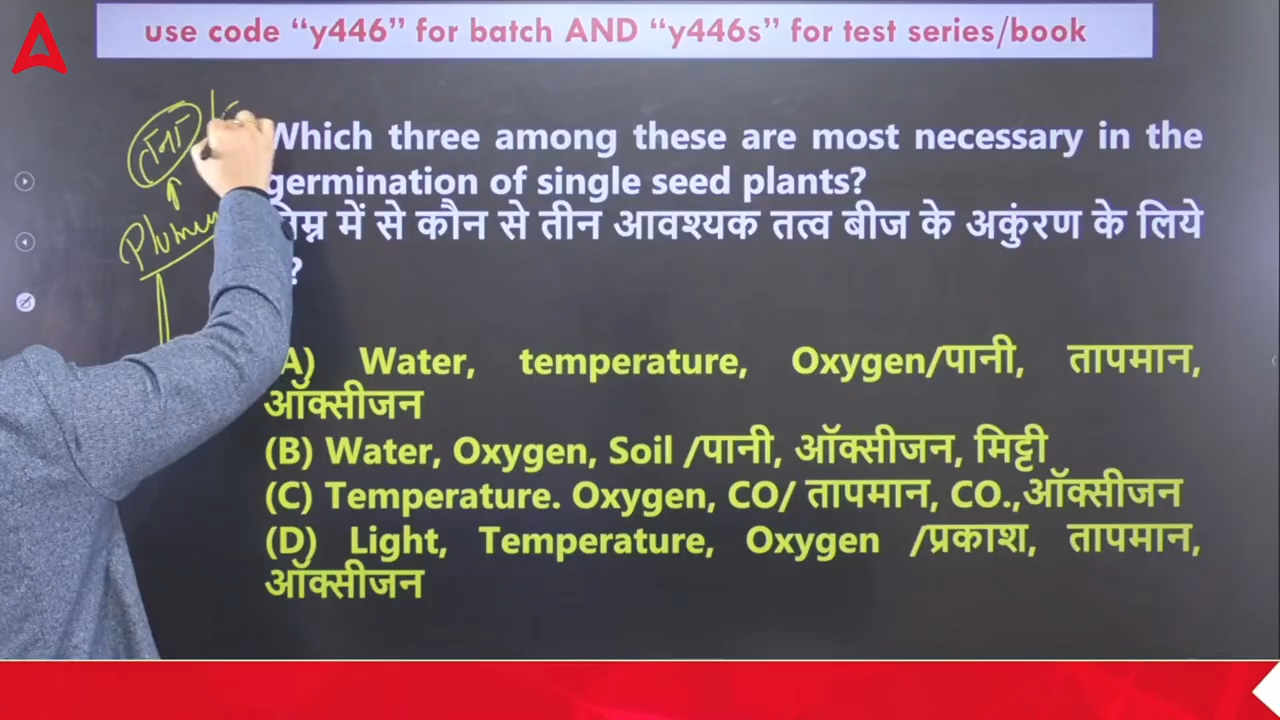 use code “y446” for batch AND “y446s” for test series/book
तना
Which three among these are most necessary in the
germination of single seed plants?
में से कौन से तीन आवश्यक तत्व बीज के अकुंरण के लिये
?
A) Water, temperature, Oxygen/पानी, तापमान,
ऑक्सीजन
(B) Water, Oxygen, Soil /पानी, ऑक्सीजन, मिट्टी
(C) Temperature. Oxygen, CO/ तापमान, CO.,ऑक्सीजन
(D) Light, Temperature, Oxygen /प्रकाश, तापमान,
ऑक्सीजन